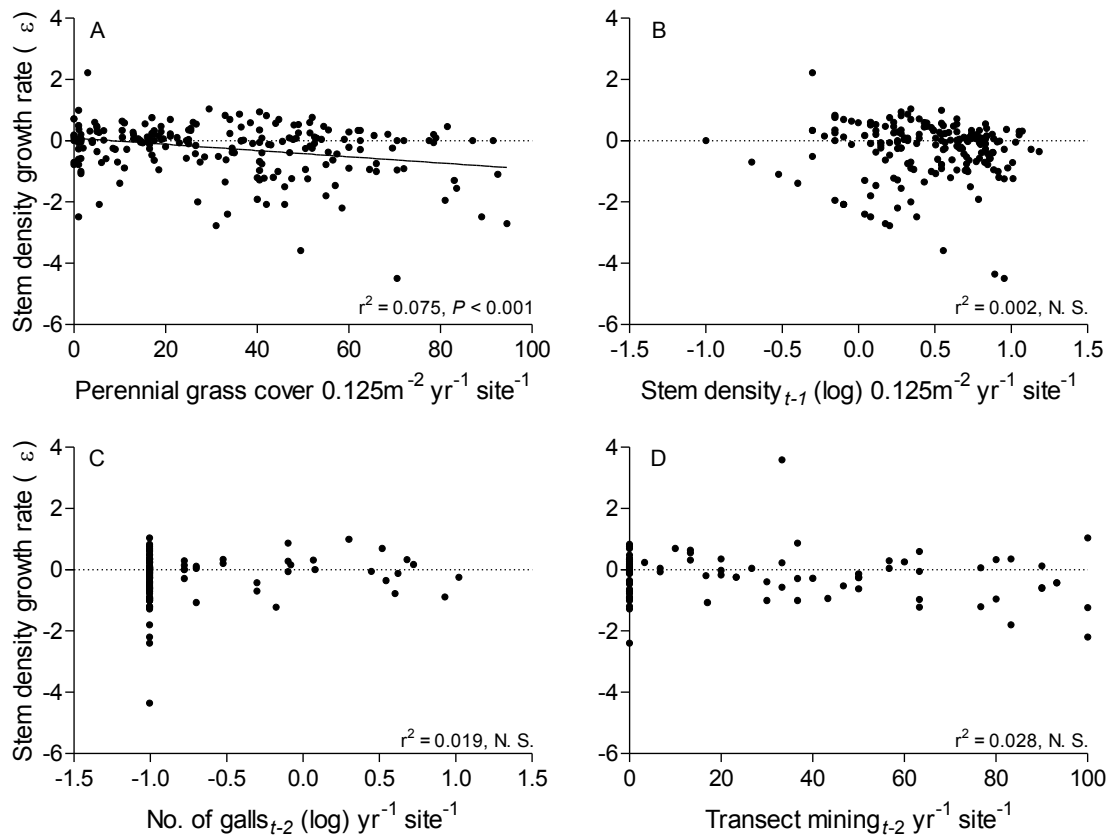 A
Stem density growth rate ( ε)
4
2
0
-2
-4
-6
0 20 40 60 80 100
r² = 0.075, P < 0.001
Perennial grass cover 0.125m⁻² yr⁻¹ site⁻¹
B
4
2
0
-2
-4
-6
-1.5 -1.0 -0.5 0.0 0.5 1.0 1.5
r² = 0.002, N. S.
Stem density t-1 (log) 0.125m⁻² yr⁻¹ site⁻¹
C
Stem density growth rate ( ε)
4
2
0
-2
-4
-6
-1.5 -1.0 -0.5 0.0 0.5 1.0 1.5
r² = 0.019, N. S.
No. of galls t-2 (log) yr⁻¹ site⁻¹
D
4
2
0
-2
-4
-6
0 20 40 60 80 100
r² = 0.028, N. S.
Transect mining t-2 yr⁻¹ site⁻¹